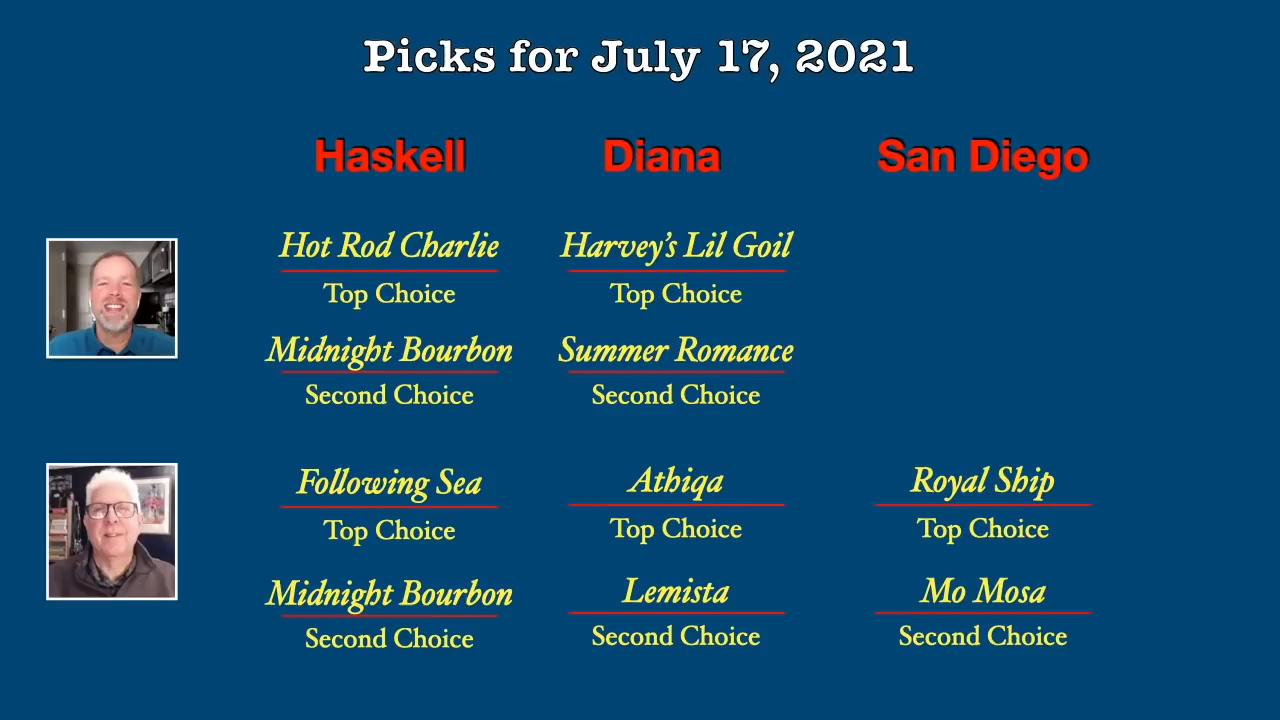 Picks for July 17, 2021
Haskell Diana San Diego
Hot Rod Charlie Harvey's Lil Goil
Top Choice Top Choice
Midnight Bourbon Summer Romance
Second Choice Second Choice
Following Sea Athiqa Royal Ship
Top Choice Top Choice Top Choice
Midnight Bourbon Lemista Mo Mosa
Second Choice Second Choice Second Choice